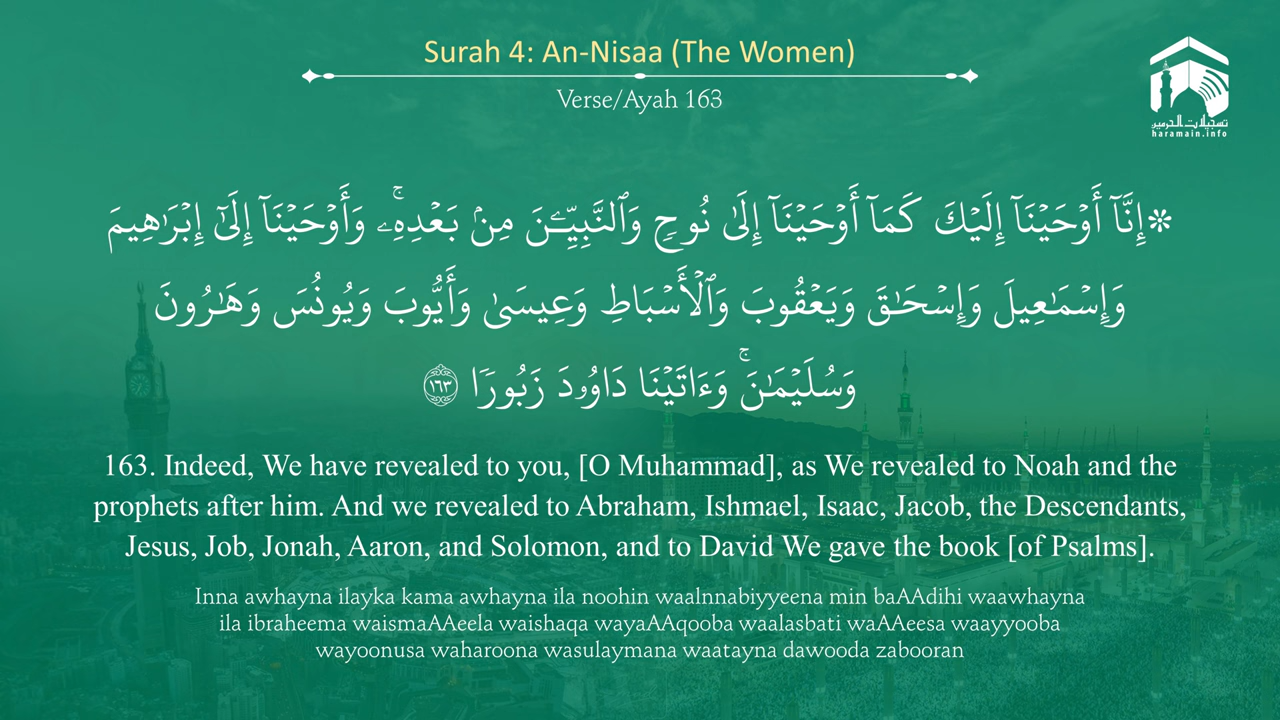 Surah 4: An-Nisaa (The Women)
Verse/Ayah 163
تسجيلات الحرمين
haramain.info
۞إِنَّآ أَوۡحَيۡنَآ إِلَيۡكَ كَمَآ أَوۡحَيۡنَآ إِلَىٰ نُوحٖ وَٱلنَّبِيِّـۧنَ مِنۢ بَعۡدِهِۦۚ وَأَوۡحَيۡنَآ إِلَىٰٓ إِبۡرَٰهِيمَ
وَإِسۡمَٰعِيلَ وَإِسۡحَٰقَ وَيَعۡقُوبَ وَٱلۡأَسۡبَاطِ وَعِيسَىٰ وَأَيُّوبَ وَيُونُسَ وَهَٰرُونَ
وَسُلَيۡمَٰنَۚ وَءَاتَيۡنَا دَاوُۥدَ زَبُورٗا ١٦٣
163. Indeed, We have revealed to you, [O Muhammad], as We revealed to Noah and the
prophets after him. And we revealed to Abraham, Ishmael, Isaac, Jacob, the Descendants,
Jesus, Job, Jonah, Aaron, and Solomon, and to David We gave the book [of Psalms].
Inna awhayna ilayka kama awhayna ila noohin waalnnabiyyeena min baAAdihi waawhayna
ila ibraheema waismaAAeela waishaqa wayaAAqooba waalasbati waAAeesa waayyooba
wayoonusa waharoona wasulaymana waatayna dawooda zabooran